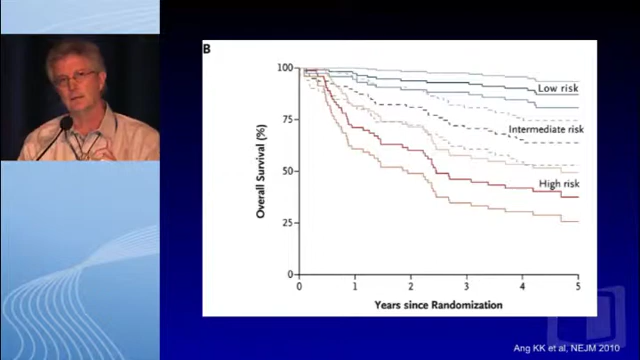 B
100
75
50
25
0
Overall Survival (%)
Low risk
Intermediate risk
High risk
0 1 2 3 4 5
Years since Randomization
Ang KK et al, NEJM 2010